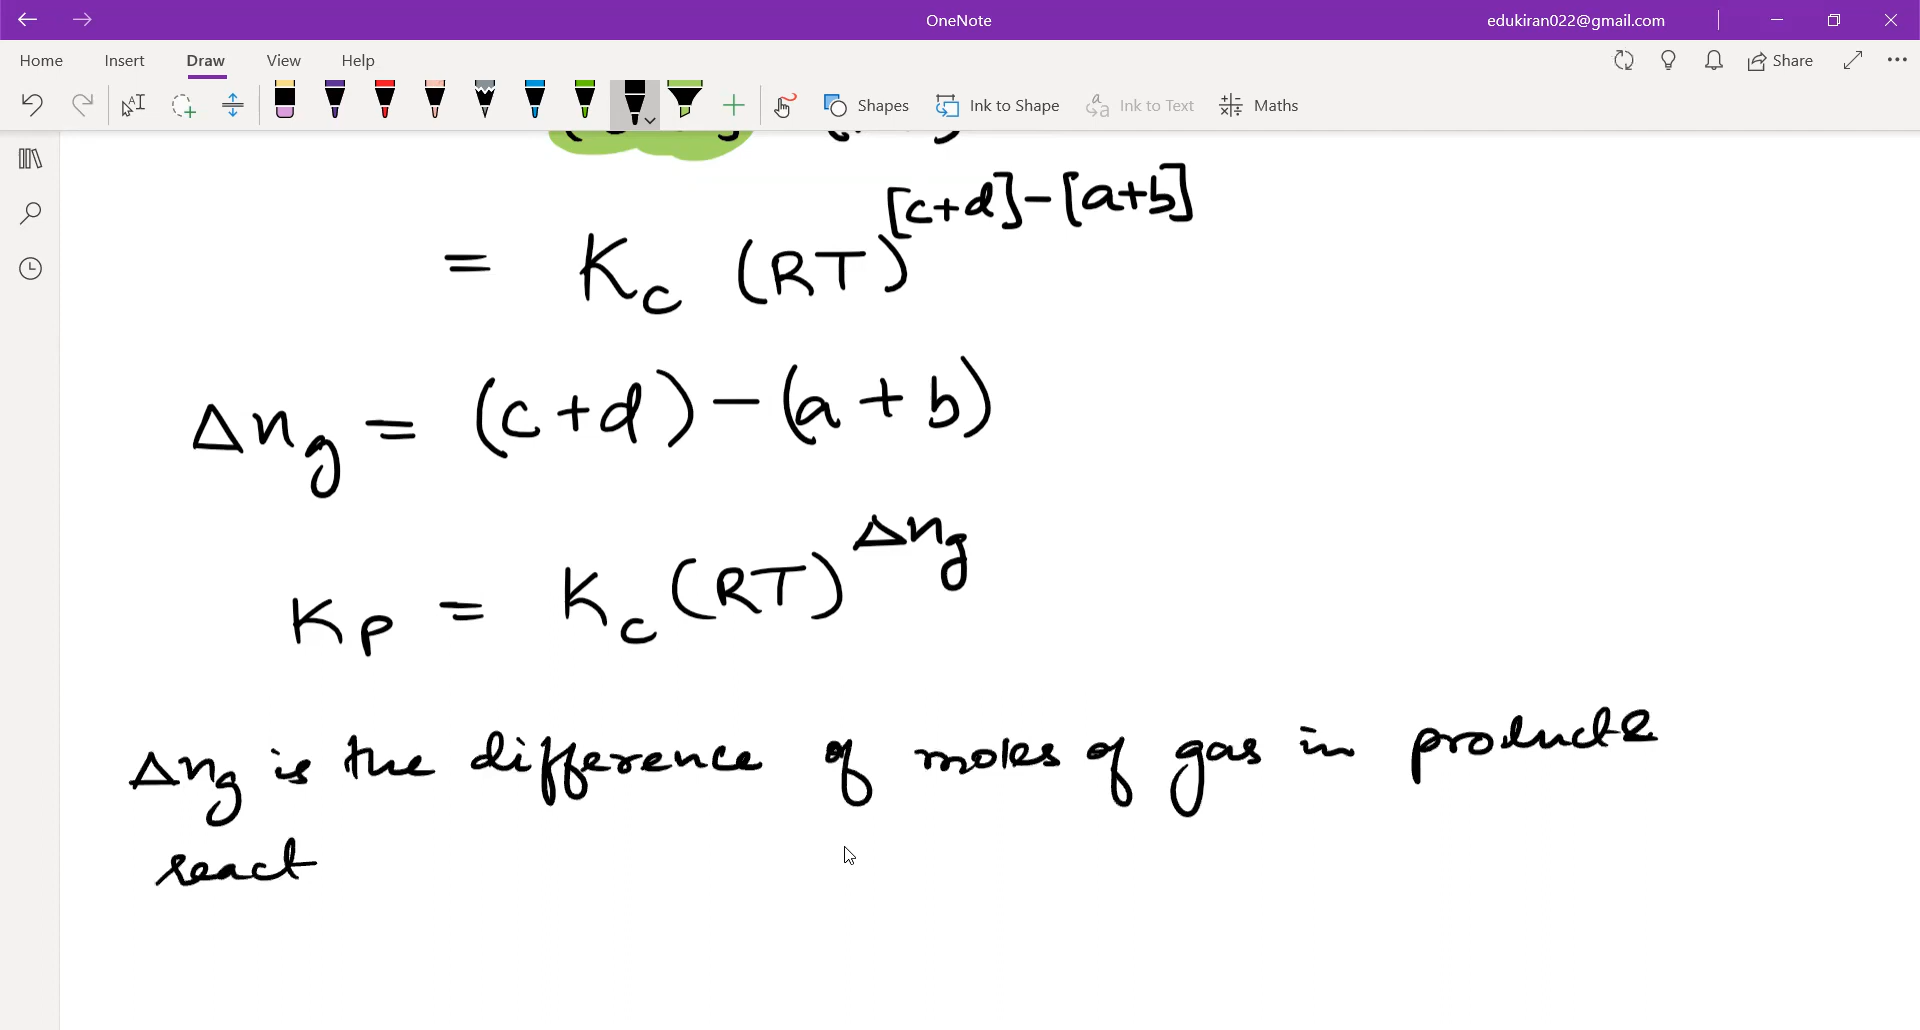 OneNote
edukiran022@gmail.com
Home Insert Draw View Help
Share
Shapes Ink to Shape Ink to Text Maths
= Kc (RT)^[c+d]-[a+b]
Δng = (c+d)-(a+b)
Kp = Kc (RT)^Δng
Δng is the difference of moles of gas in products
react